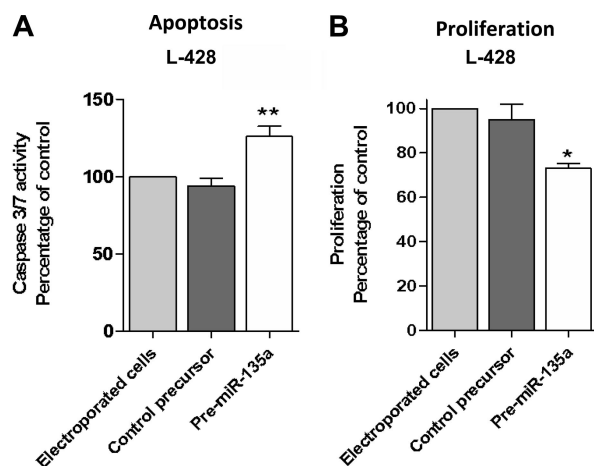 A
Apoptosis
L-428
Caspase 3/7 activity
Percentatge of control
150
100
50
0
**
Electroporated cells
Control precursor
Pre-miR-135a
B
Proliferation
L-428
Proliferation
Percentage of control
100
80
60
40
20
0
*
Electroporated cells
Control precursor
Pre-miR-135a